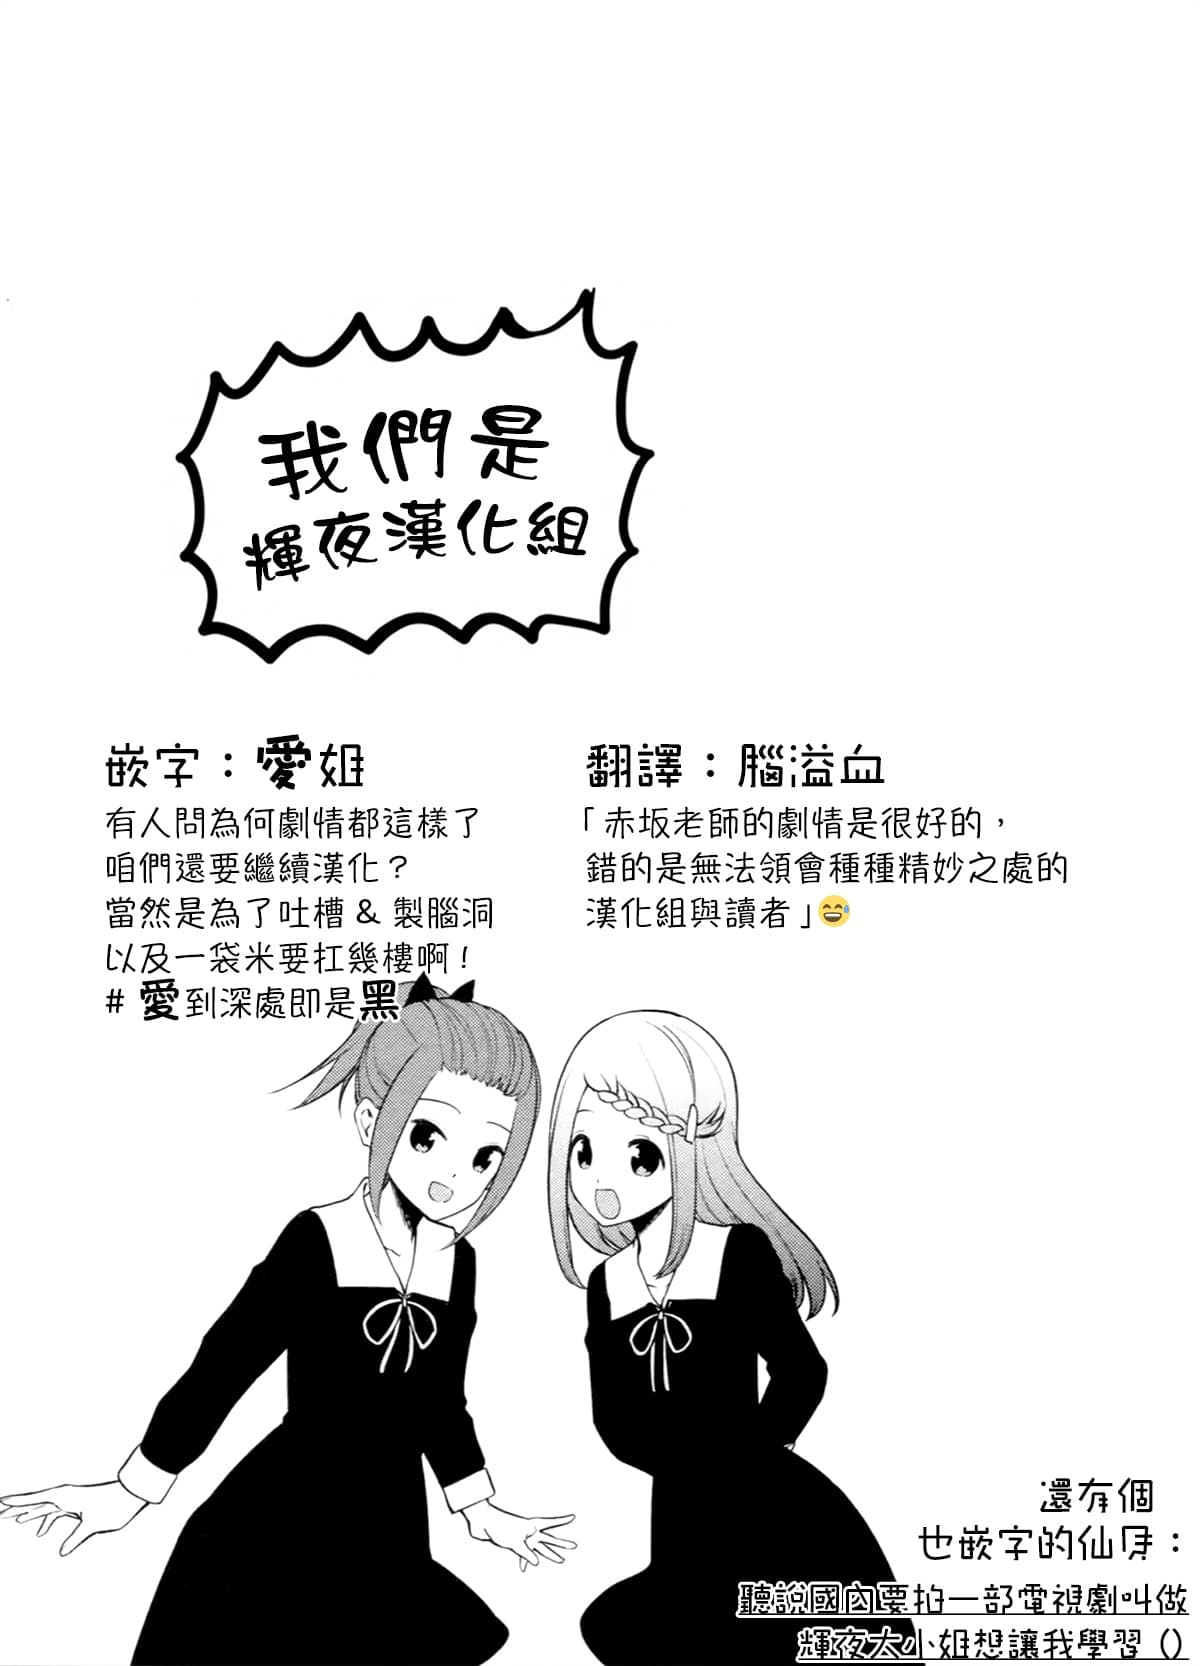 我們是
輝夜漢化組
嵌字：愛姐
有人問為何劇情都這樣了
咱們還要繼續漢化？
當然是為了吐槽 & 製腦洞
以及一袋米要扛幾樓啊！
# 愛到深處即是黑
翻譯：腦溢血
「赤坂老師的劇情是很好的，
錯的是無法領會種種精妙之處的
漢化組與讀者」😅
還有個
也嵌字的仙月：
聽說國內要拍一部電視劇叫做
輝夜大小姐想讓我學習（）